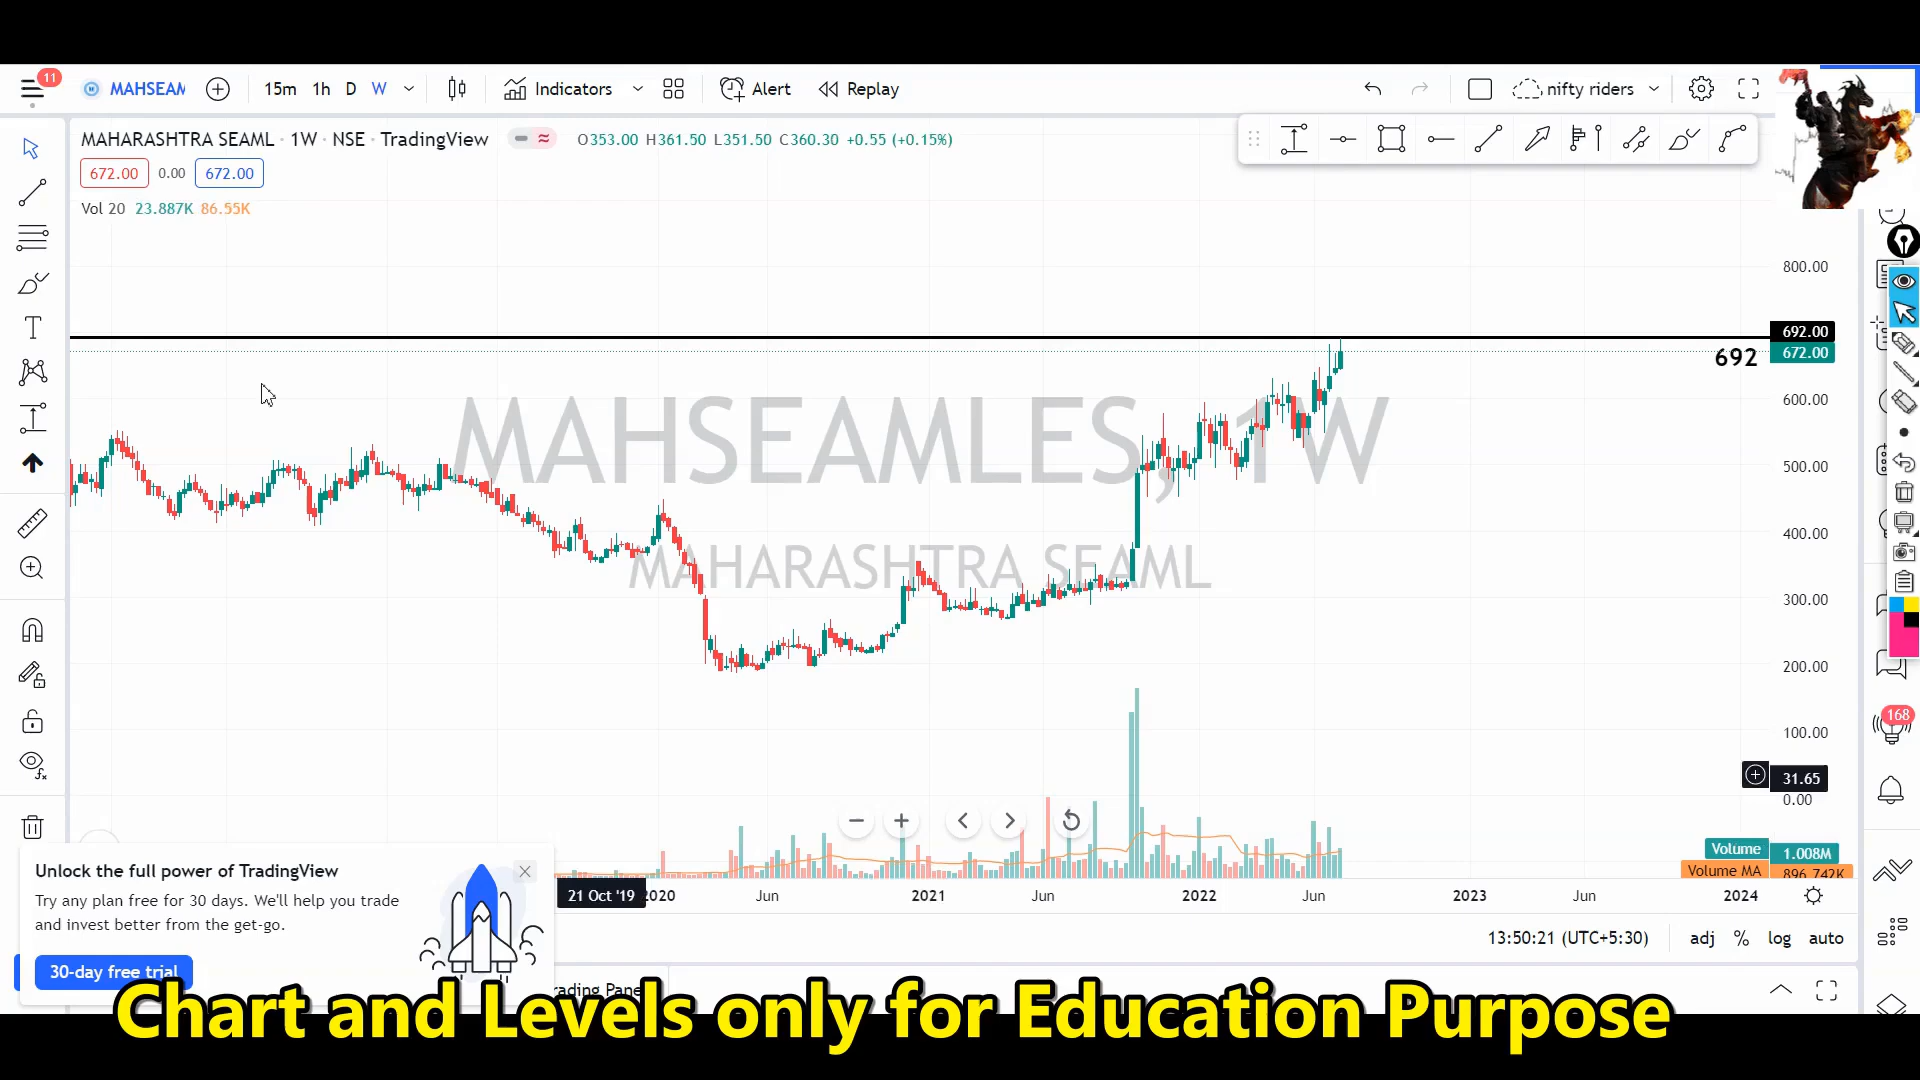 11
MAHSEAM
15m 1h D W
Indicators
Alert
Replay
nifty riders
MAHARASHTRA SEAML · 1W · NSE · TradingView
O353.00 H361.50 L351.50 C360.30 +0.55 (+0.15%)
672.00 0.00 672.00
Vol 20 23.887K 86.55K
800.00
692.00
692
672.00
600.00
MAHSEAMLES, 1W
500.00
400.00
MAHARASHTRA SEAML
300.00
200.00
168
100.00
31.65
0.00
Volume 1.008M
Volume MA 896.742K
21 Oct '19 2020 Jun 2021 Jun 2022 Jun 2023 Jun 2024
Unlock the full power of TradingView
Try any plan free for 30 days. We'll help you trade
and invest better from the get-go.
30-day free trial
13:50:21 (UTC+5:30) adj % log auto
rading Pane
Chart and Levels only for Education Purpose